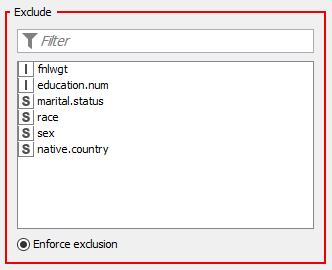 Exclude
Filter
I fnlwgt
I education.num
S marital.status
S race
S sex
S native.country
Enforce exclusion